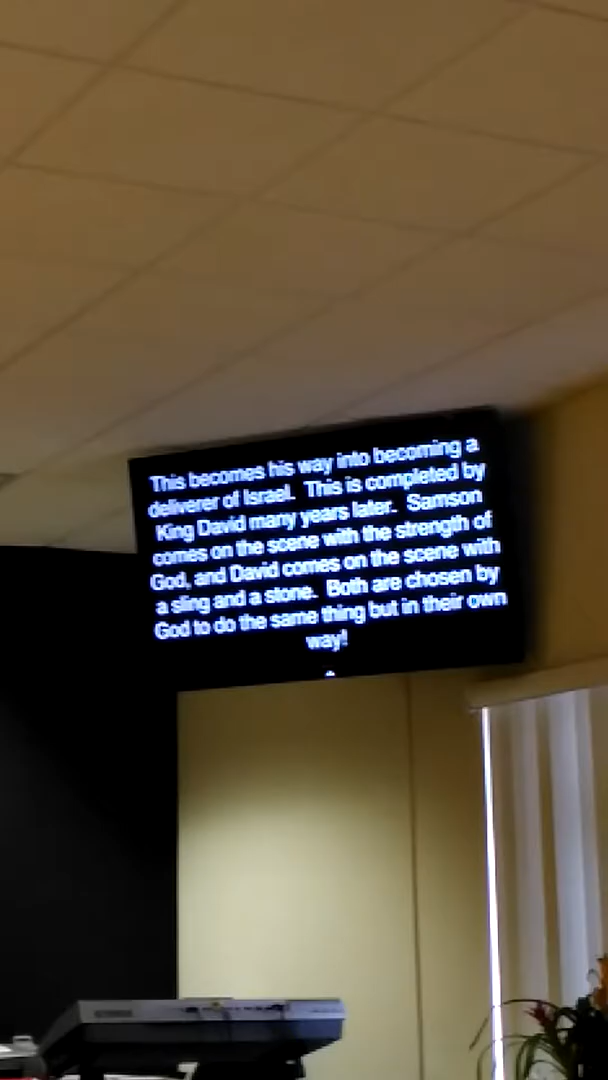 This becomes his way into becoming a
deliverer of Israel.  This is completed by
King David many years later.  Samson
comes on the scene with the strength of
God, and David comes on the scene with
a sling and a stone.  Both are chosen by
God to do the same thing but in their own
way!